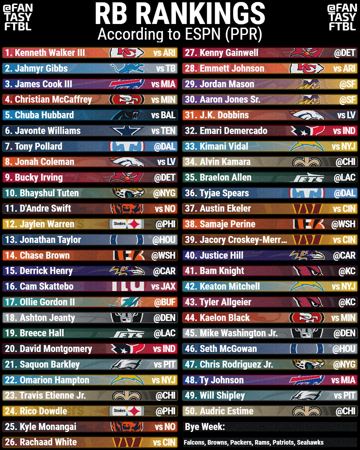 @FAN
TASY
FTBL
RB RANKINGS
According to ESPN (PPR)
@FAN
TASY
FTBL
1. Kenneth Walker III vs ARI
2. Jahmyr Gibbs vs TB
3. James Cook III vs MIA
4. Christian McCaffrey vs MIN
5. Chuba Hubbard vs BAL
6. Javonte Williams vs TEN
7. Tony Pollard @DAL
8. Jonah Coleman vs LV
9. Bucky Irving @DET
10. Bhayshul Tuten @NYG
11. D'Andre Swift vs NO
12. Jaylen Warren @PHI
13. Jonathan Taylor @HOU
14. Chase Brown @WSH
15. Derrick Henry @CAR
16. Cam Skattebo vs JAX
17. Ollie Gordon II @BUF
18. Ashton Jeanty @DEN
19. Breece Hall @LAC
20. David Montgomery vs IND
21. Saquon Barkley vs PIT
22. Omarion Hampton vs NYJ
23. Travis Etienne Jr. @CHI
24. Rico Dowdle @PHI
25. Kyle Monangai vs NO
26. Rachaad White vs CIN
27. Kenny Gainwell @DET
28. Emmett Johnson vs ARI
29. Jordan Mason @SF
30. Aaron Jones Sr. @SF
31. J.K. Dobbins vs LV
32. Emari Demercado vs IND
33. Kimani Vidal vs NYJ
34. Alvin Kamara @CHI
35. Braelon Allen @LAC
36. Tyjae Spears @DAL
37. Austin Ekeler vs CIN
38. Samaje Perine @WSH
39. Jacory Croskey-Merr... vs CIN
40. Justice Hill @CAR
41. Bam Knight @KC
42. Keaton Mitchell vs NYJ
43. Tyler Allgeier @KC
44. Kaelon Black vs MIN
45. Mike Washington Jr. @DEN
46. Seth McGowan @HOU
47. Chris Rodriguez Jr. @NYG
48. Ty Johnson vs MIA
49. Will Shipley vs PIT
50. Audric Estime @CHI
Bye Week:
Falcons, Browns, Packers, Rams, Patriots, Seahawks